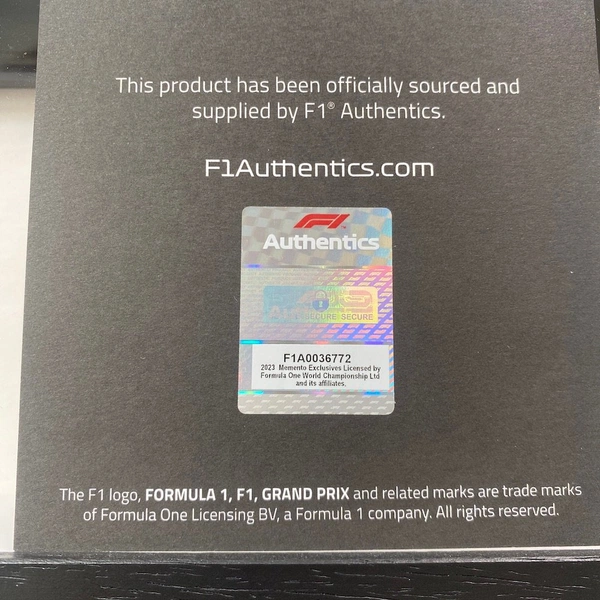 This product has been officially sourced and
supplied by F1® Authentics.
F1Authentics.com
F1
Authentics
SECURE SECURE
F1A0036772
2023 Memento Exclusives Licensed by
Formula One World Championship Ltd
and its affiliates.
The F1 logo, FORMULA 1, F1, GRAND PRIX and related marks are trade marks
of Formula One Licensing BV, a Formula 1 company. All rights reserved.